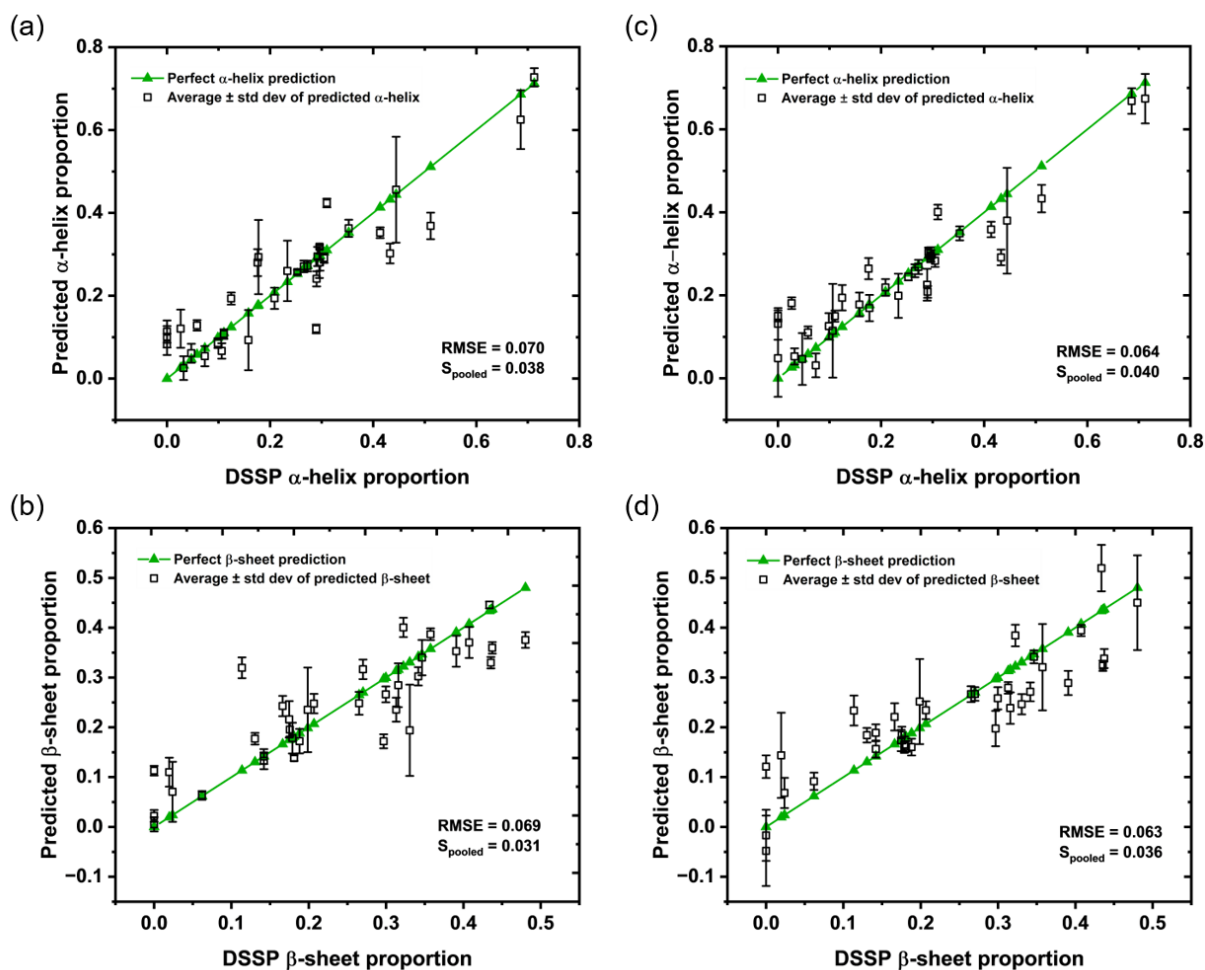 (a)
Predicted α-helix proportion
0.8
0.6
0.4
0.2
0.0
Perfect α-helix prediction
Average ± std dev of predicted α-helix
RMSE = 0.070
Spooled = 0.038
0.0 0.2 0.4 0.6 0.8
DSSP α-helix proportion
(c)
Predicted α−helix proportion
0.8
0.6
0.4
0.2
0.0
Perfect α-helix prediction
Average ± std dev of predicted α-helix
RMSE = 0.064
Spooled = 0.040
0.0 0.2 0.4 0.6 0.8
DSSP α-helix proportion
(b)
Predicted β-sheet proportion
0.6
0.5
0.4
0.3
0.2
0.1
0.0
−0.1
Perfect β-sheet prediction
Average ± std dev of predicted β-sheet
RMSE = 0.069
Spooled = 0.031
0.0 0.1 0.2 0.3 0.4 0.5
DSSP β-sheet proportion
(d)
Predicted β-sheet proportion
0.6
0.5
0.4
0.3
0.2
0.1
0.0
−0.1
Perfect β-sheet prediction
Average ± std dev of predicted β-sheet
RMSE = 0.063
Spooled = 0.036
0.0 0.1 0.2 0.3 0.4 0.5
DSSP β-sheet proportion